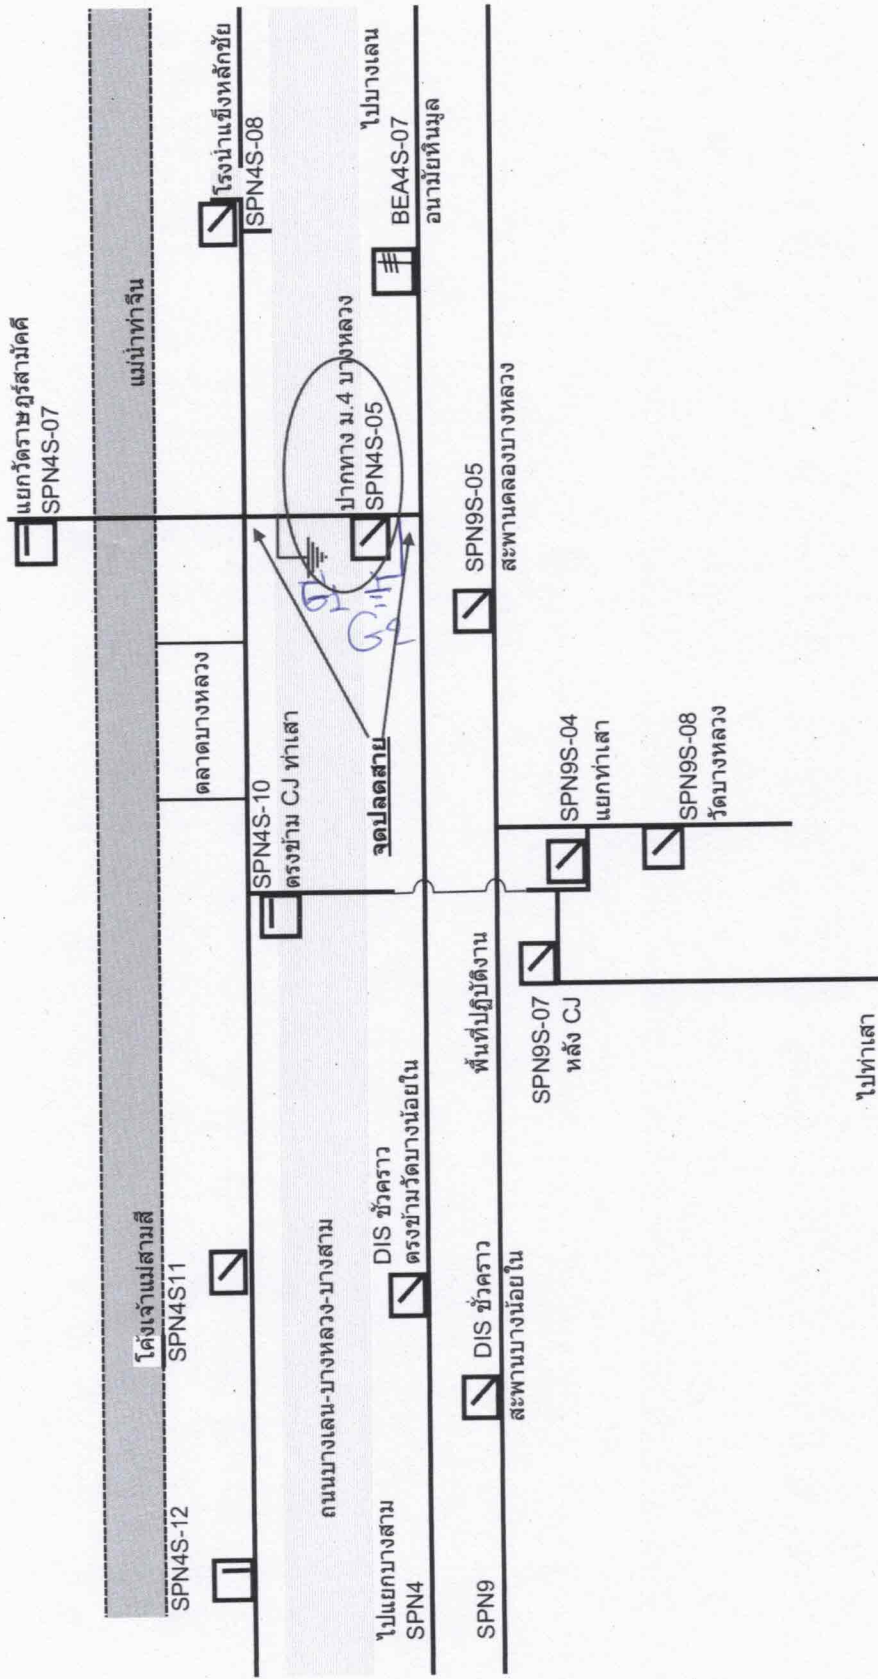 แยกวัดราษฎร์สามัคคี
SPN4S-07
แม่น้ำท่าจีน
โค้งเจ้าแม่สามสี
SPN4S11
SPN4S-12
ตลาดบางหลวง
โรงน้ำแข็งหลักชัย
SPN4S-08
SPN4S-10
ตรงข้าม CJ ท่าเสา
ถนนบางเลน-บางหลวง-บางสาม
ปากทาง ม.4 บางหลวง
SPN4S-05
G1
G2
จุดปลดสาย
ไปบางเลน
BEA4S-07
อนามัยหินมูล
ไปแยกบางสาม
SPN4
DIS ชั่วคราว
ตรงข้ามวัดบางน้อยใน
SPN9
DIS ชั่วคราว
สะพานบางน้อยใน
พื้นที่ปฏิบัติงาน
SPN9S-05
สะพานคลองบางหลวง
SPN9S-07
หลัง CJ
SPN9S-04
แยกท่าเสา
SPN9S-08
วัดบางหลวง
ไปท่าเสา